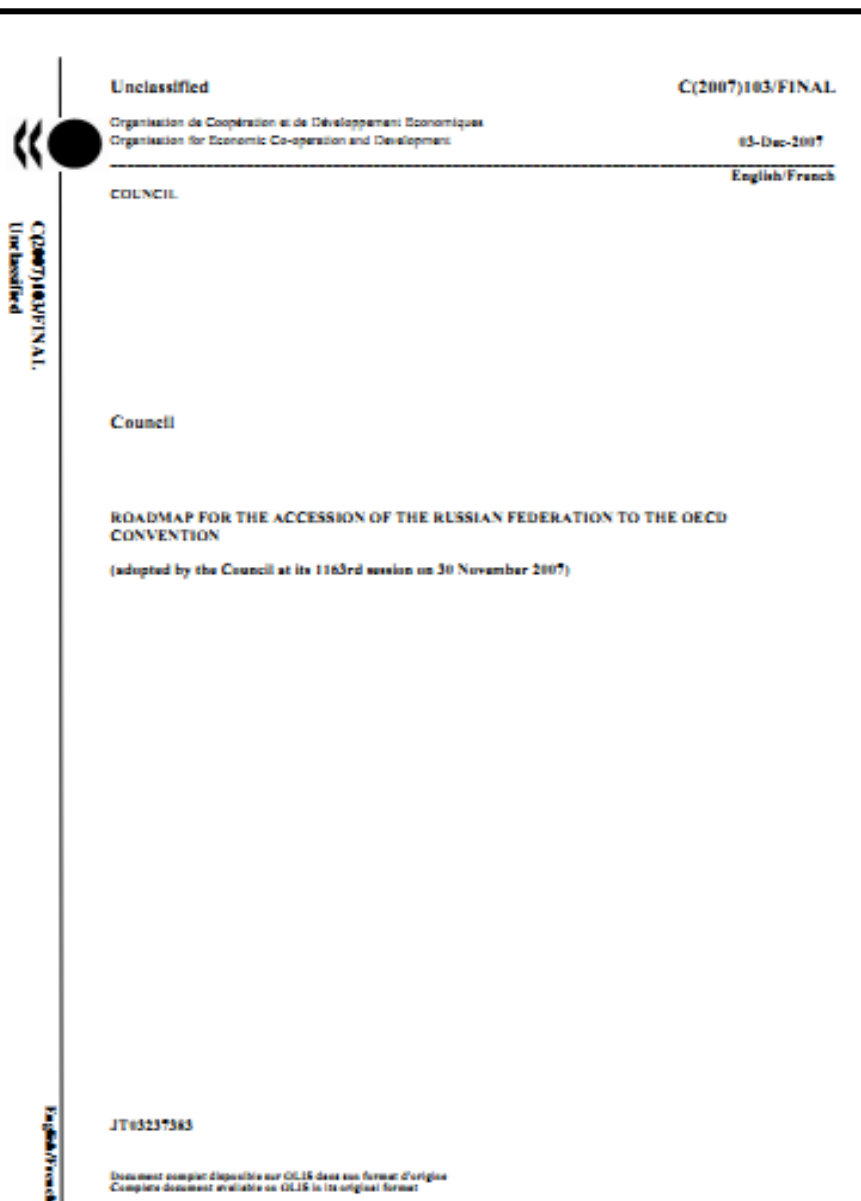 Unclassified C(2007)103/FINAL
Organisation de Coopération et de Développement Economiques
Organisation for Economic Co-operation and Development 03-Dec-2007
English/French
COUNCIL
C(2007)103/FINAL
Unclassified
Council
ROADMAP FOR THE ACCESSION OF THE RUSSIAN FEDERATION TO THE OECD
CONVENTION
(adopted by the Council at its 1163rd session on 30 November 2007)
English/French
JT03237383
Document complet disponible sur OLIS dans son format d'origine
Complete document available on OLIS in its original format